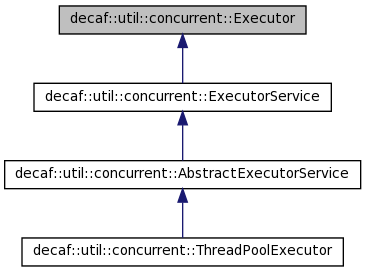 decaf::util::concurrent::Executor
decaf::util::concurrent::ExecutorService
decaf::util::concurrent::AbstractExecutorService
decaf::util::concurrent::ThreadPoolExecutor